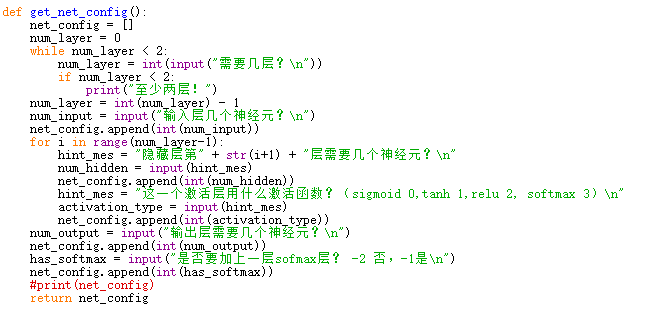 def get_net_config():
    net_config = []
    num_layer = 0
    while num_layer < 2:
        num_layer = int(input("需要几层？\n"))
        if num_layer < 2:
            print("至少两层！")
    num_layer = int(num_layer) - 1
    num_input = input("输入层几个神经元？\n")
    net_config.append(int(num_input))
    for i in range(num_layer-1):
        hint_mes = "隐藏层第" + str(i+1) + "层需要几个神经元？\n"
        num_hidden = input(hint_mes)
        net_config.append(int(num_hidden))
        hint_mes = "这一个激活层用什么激活函数？（sigmoid 0,tanh 1,relu 2, softmax 3）\n"
        activation_type = input(hint_mes)
        net_config.append(int(activation_type))
    num_output = input("输出层需要几个神经元？\n")
    net_config.append(int(num_output))
    has_softmax = input("是否要加上一层sofmax层？ -2 否，-1是\n")
    net_config.append(int(has_softmax))
    #print(net_config)
    return net_config